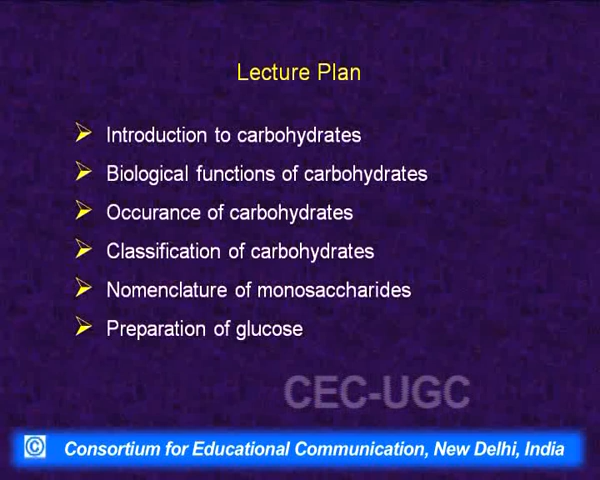 Lecture Plan
Introduction to carbohydrates
Biological functions of carbohydrates
Occurance of carbohydrates
Classification of carbohydrates
Nomenclature of monosaccharides
Preparation of glucose
CEC-UGC
© Consortium for Educational Communication, New Delhi, India